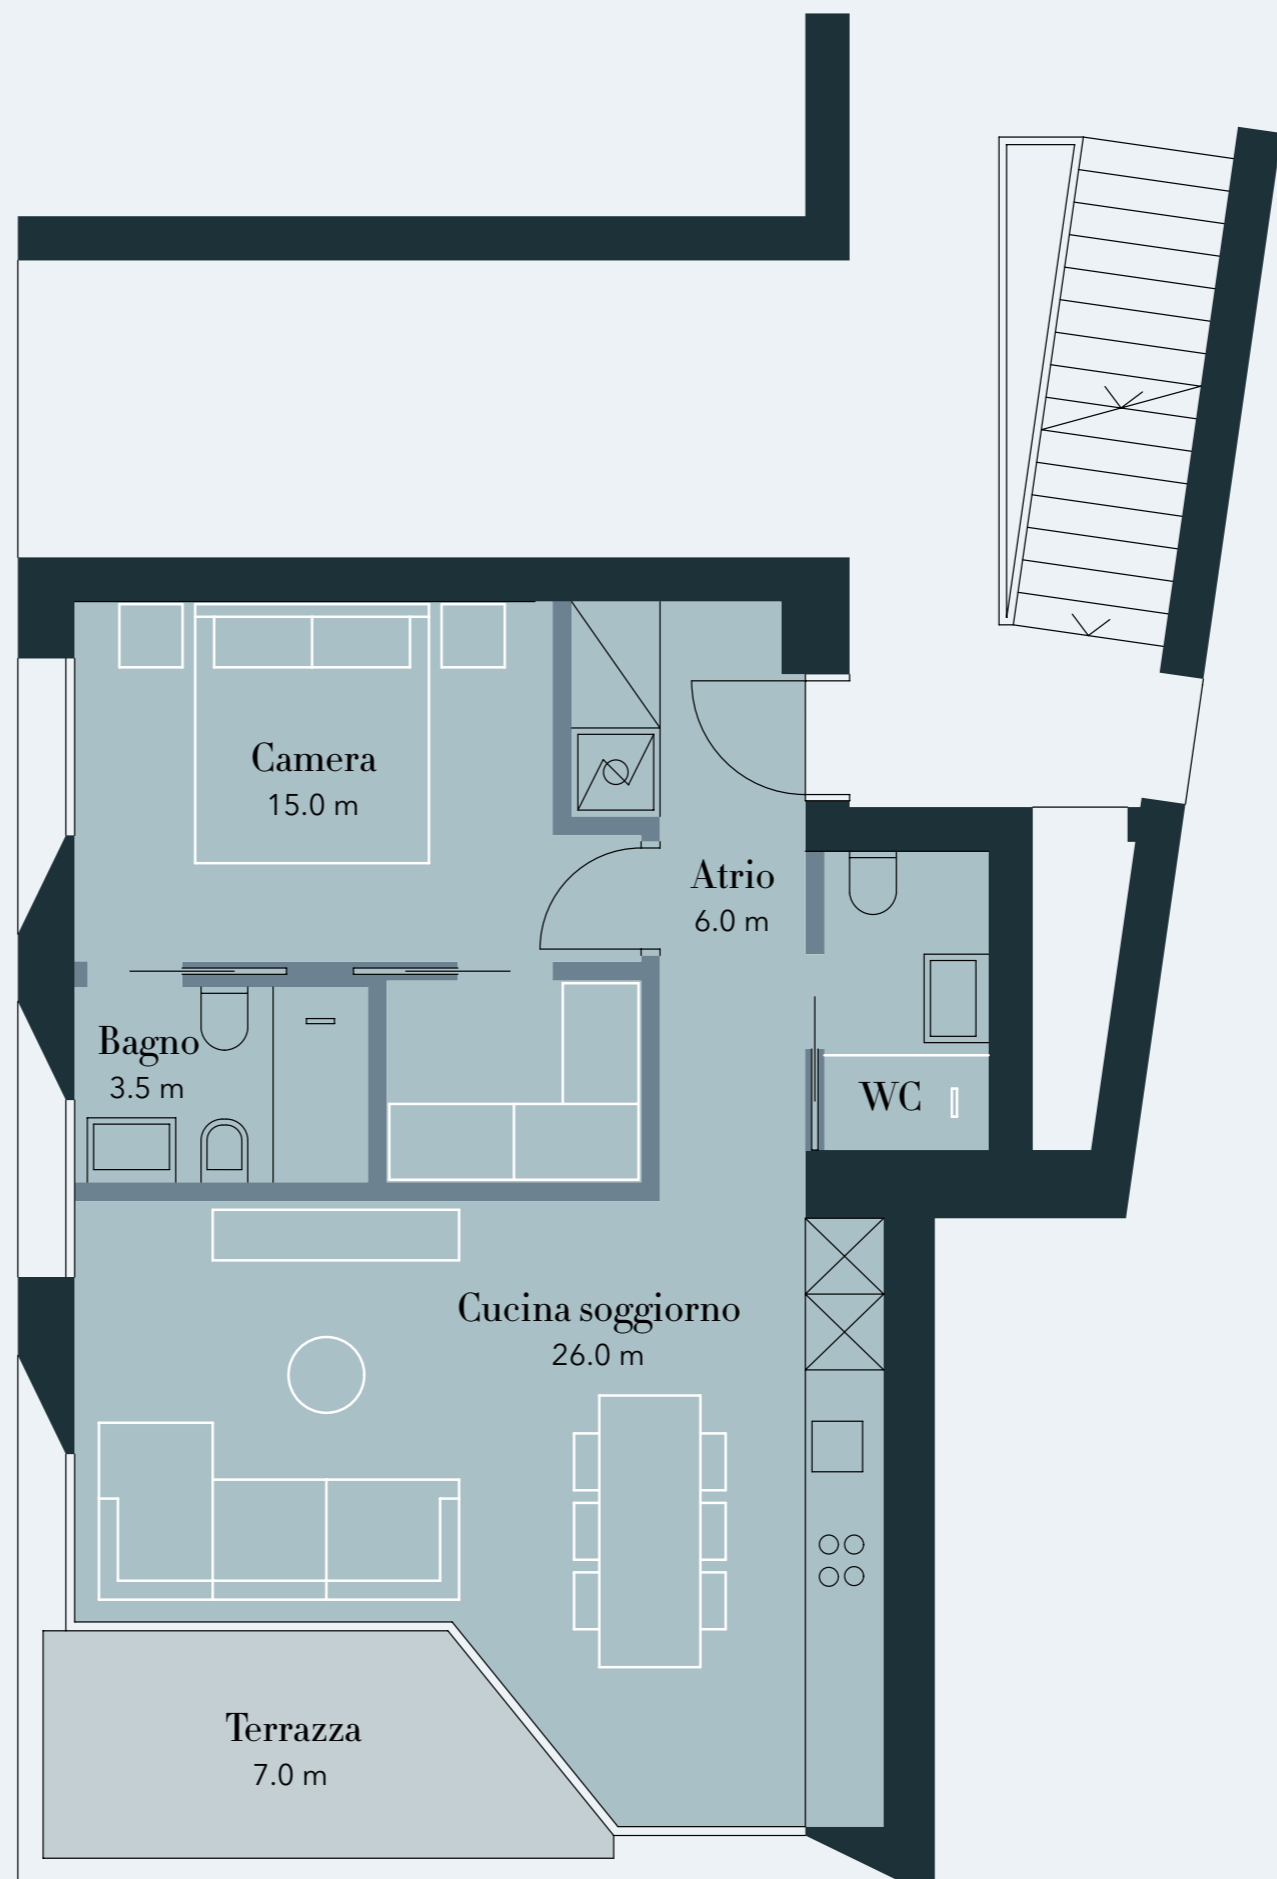 Camera
15.0 m
Atrio
6.0 m
Bagno
3.5 m
WC
Cucina soggiorno
26.0 m
Terrazza
7.0 m